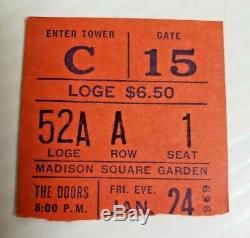 ENTER TOWER GATE
C 15
LOGE $6.50
52A A 1
LOGE ROW SEAT
MADISON SQUARE GARDEN
THE DOORS FRI. EVE.
8:00 P.M. JAN. 24
1969